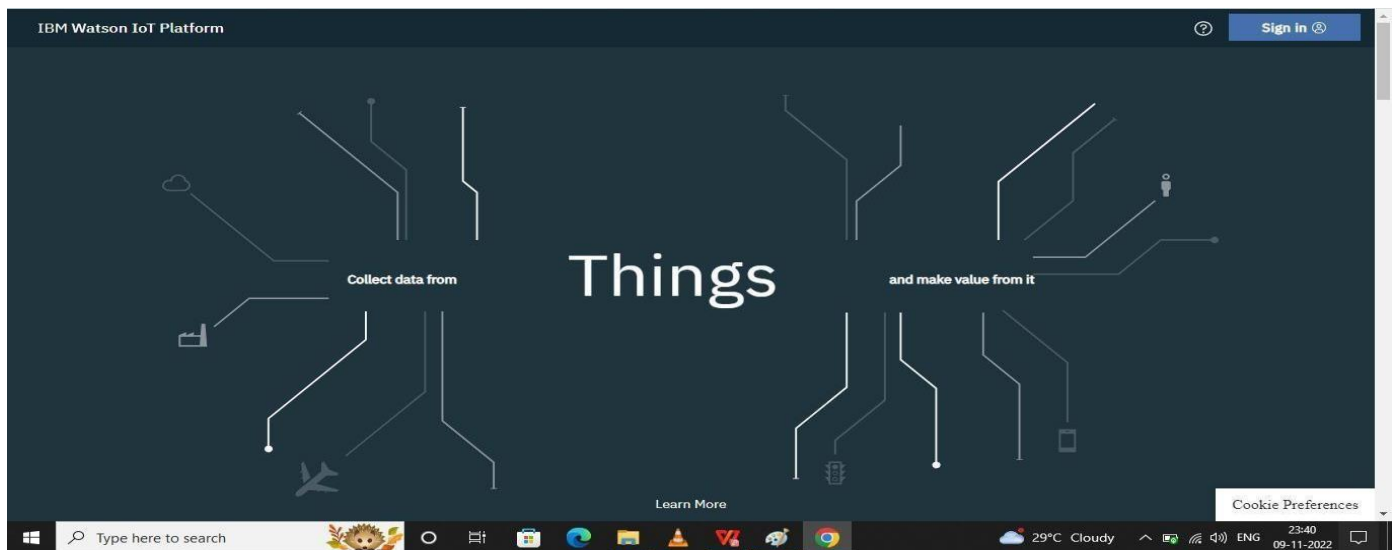 IBM Watson IoT Platform
Sign in
Collect data from
Things
and make value from it
Learn More
Cookie Preferences
Type here to search
29°C Cloudy
ENG
23:40
09-11-2022